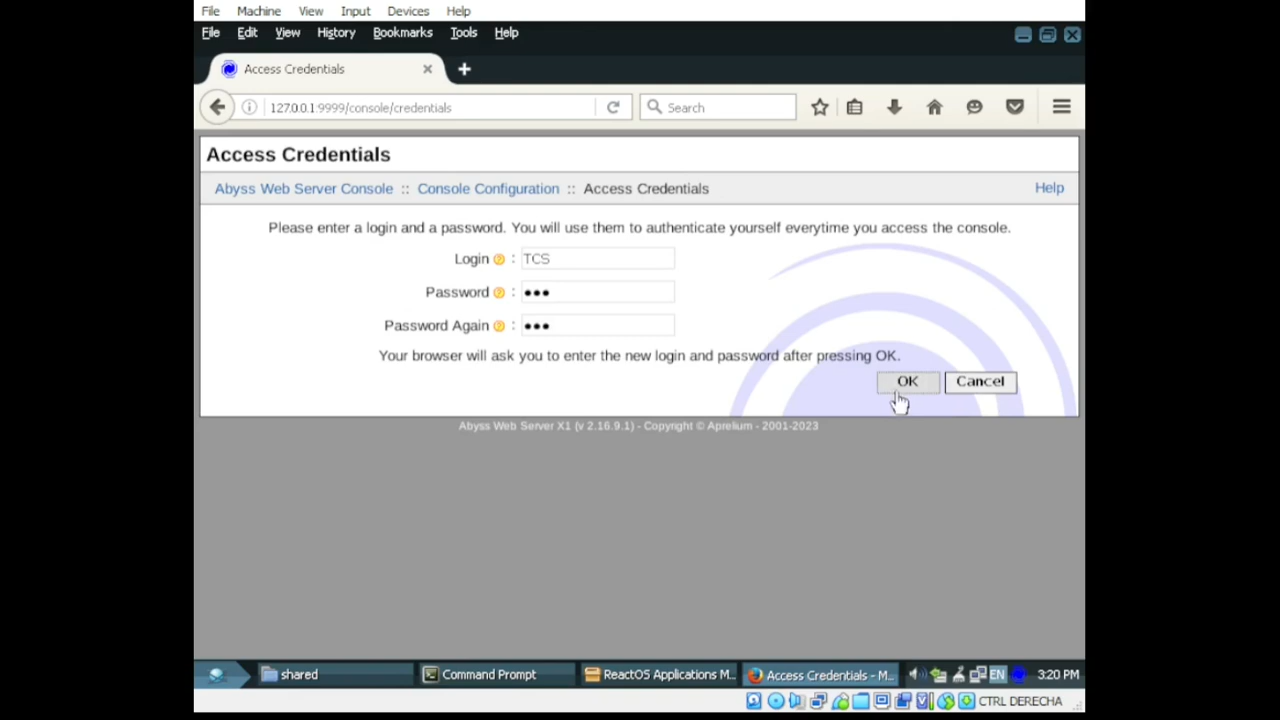 File Machine View Input Devices Help
File Edit View History Bookmarks Tools Help
Access Credentials
127.0.0.1:9999/console/credentials
Search
Access Credentials
Abyss Web Server Console :: Console Configuration :: Access Credentials
Help
Please enter a login and a password. You will use them to authenticate yourself everytime you access the console.
Login ? : TCS
Password ? : •••
Password Again ? : •••
Your browser will ask you to enter the new login and password after pressing OK.
OK Cancel
Abyss Web Server X1 (v 2.16.9.1) - Copyright © Aprelium - 2001-2023
shared Command Prompt ReactOS Applications M... Access Credentials - M... EN 3:20 PM
CTRL DERECHA